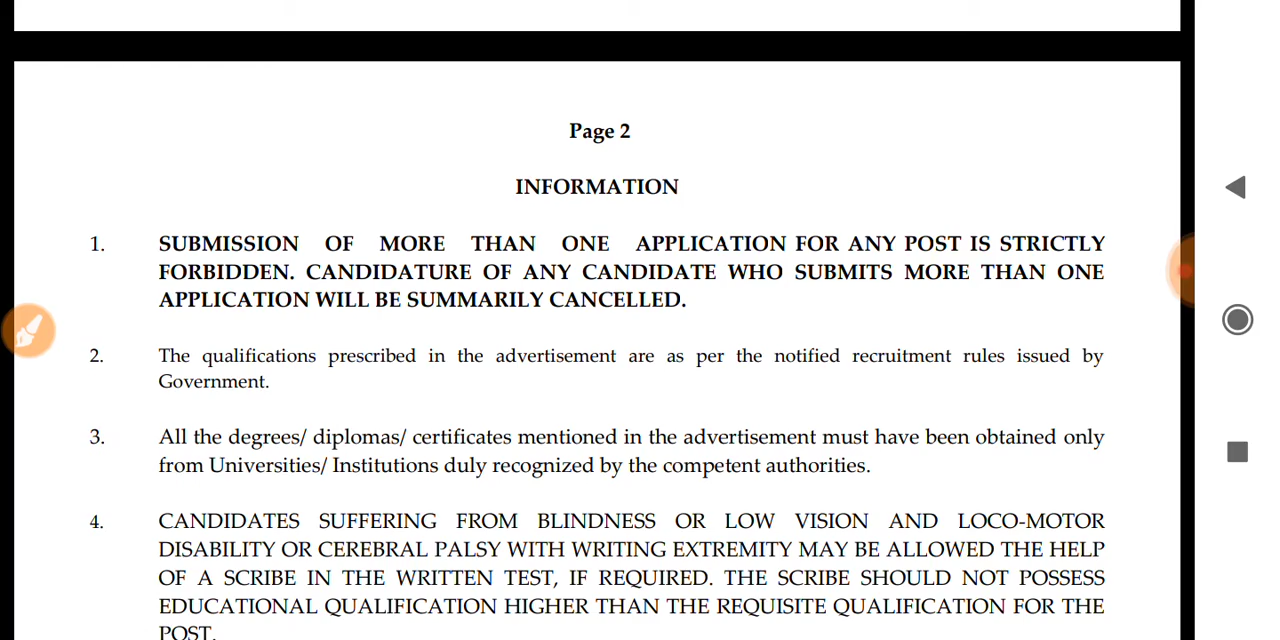 Page 2
INFORMATION
1. SUBMISSION OF MORE THAN ONE APPLICATION FOR ANY POST IS STRICTLY
FORBIDDEN. CANDIDATURE OF ANY CANDIDATE WHO SUBMITS MORE THAN ONE
APPLICATION WILL BE SUMMARILY CANCELLED.
2. The qualifications prescribed in the advertisement are as per the notified recruitment rules issued by
Government.
3. All the degrees/ diplomas/ certificates mentioned in the advertisement must have been obtained only
from Universities/ Institutions duly recognized by the competent authorities.
4. CANDIDATES SUFFERING FROM BLINDNESS OR LOW VISION AND LOCO-MOTOR
DISABILITY OR CEREBRAL PALSY WITH WRITING EXTREMITY MAY BE ALLOWED THE HELP
OF A SCRIBE IN THE WRITTEN TEST, IF REQUIRED. THE SCRIBE SHOULD NOT POSSESS
EDUCATIONAL QUALIFICATION HIGHER THAN THE REQUISITE QUALIFICATION FOR THE
POST.